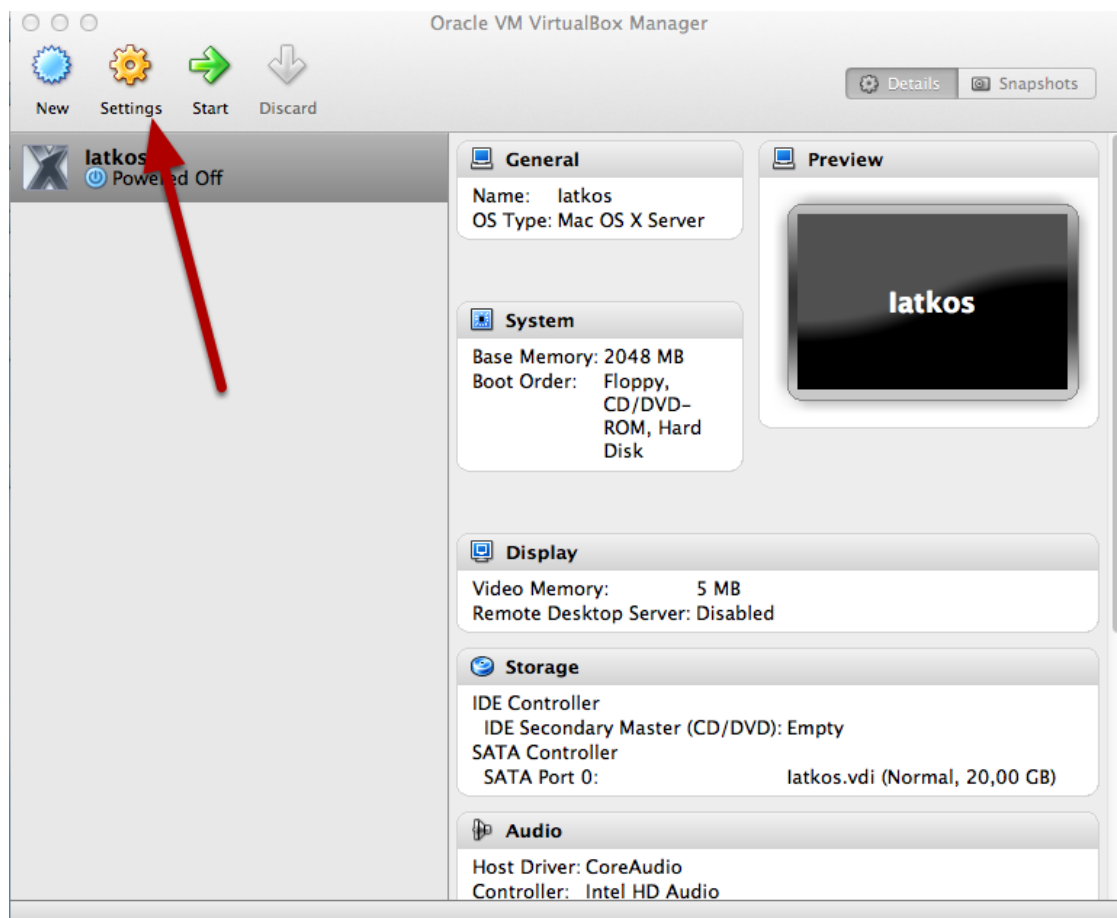 Oracle VM VirtualBox Manager
New Settings Start Discard
Details Snapshots
Iatkos
Powered Off
General
Name: Iatkos
OS Type: Mac OS X Server
Preview
Iatkos
System
Base Memory: 2048 MB
Boot Order: Floppy,
CD/DVD-
ROM, Hard
Disk
Display
Video Memory: 5 MB
Remote Desktop Server: Disabled
Storage
IDE Controller
IDE Secondary Master (CD/DVD): Empty
SATA Controller
SATA Port 0: Iatkos.vdi (Normal, 20,00 GB)
Audio
Host Driver: CoreAudio
Controller: Intel HD Audio